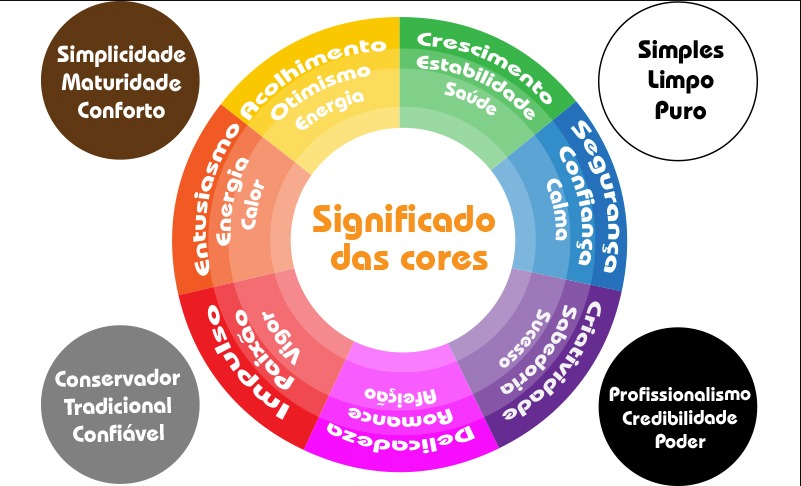 Simplicidade
Maturidade
Conforto
Acolhimento
Otimismo
Energia
Crescimento
Estabilidade
Saúde
Simples
Limpo
Puro
Entusiasmo
Energia
Calor
Significado
das cores
Segurança
Confiança
Calma
Impulso
Paixão
Vigor
Delicadeza
Romance
Afeição
Criatividade
Sabedoria
Sucesso
Conservador
Tradicional
Confiável
Profissionalismo
Credibilidade
Poder